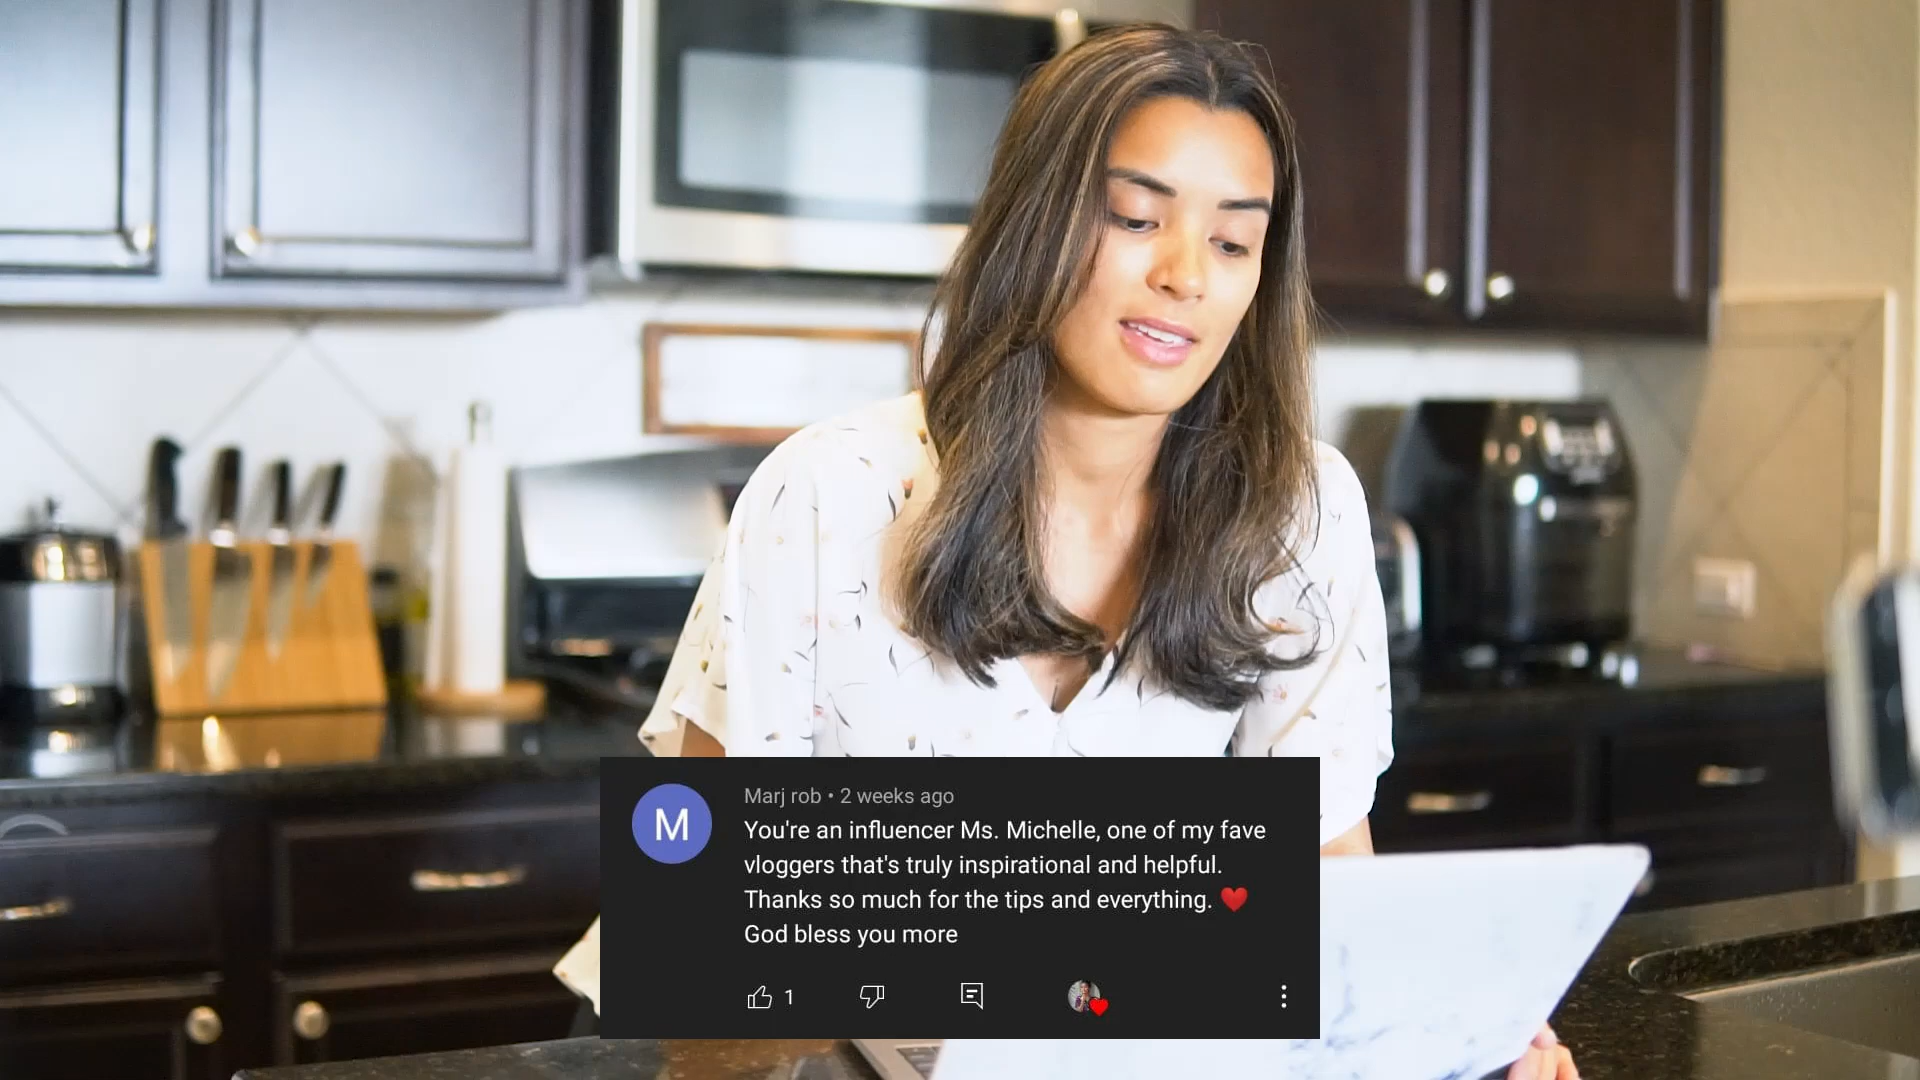 M
Marj rob • 2 weeks ago
You're an influencer Ms. Michelle, one of my fave
vloggers that's truly inspirational and helpful.
Thanks so much for the tips and everything. ❤️
God bless you more
1